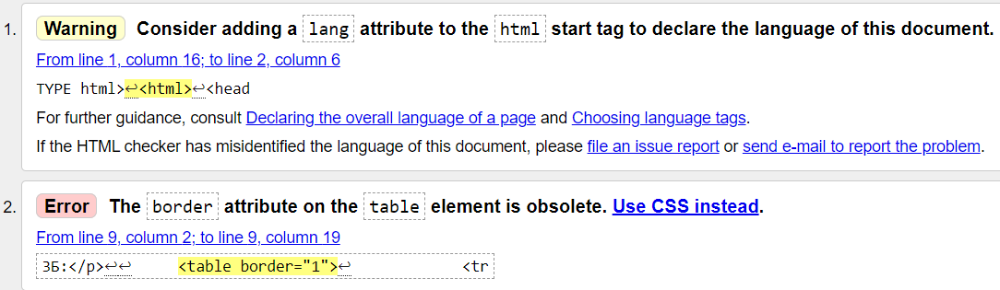 1. Warning Consider adding a lang attribute to the html start tag to declare the language of this document.
From line 1, column 16; to line 2, column 6
TYPE html>↩<html>↩<head
For further guidance, consult Declaring the overall language of a page and Choosing language tags.
If the HTML checker has misidentified the language of this document, please file an issue report or send e-mail to report the problem.
2. Error The border attribute on the table element is obsolete. Use CSS instead.
From line 9, column 2; to line 9, column 19
ЗБ:</p>↩↩ <table border="1">↩ <tr